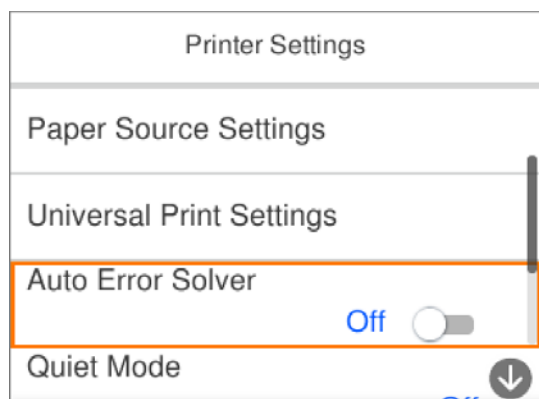 Printer Settings
Paper Source Settings
Universal Print Settings
Auto Error Solver
Off
Quiet Mode